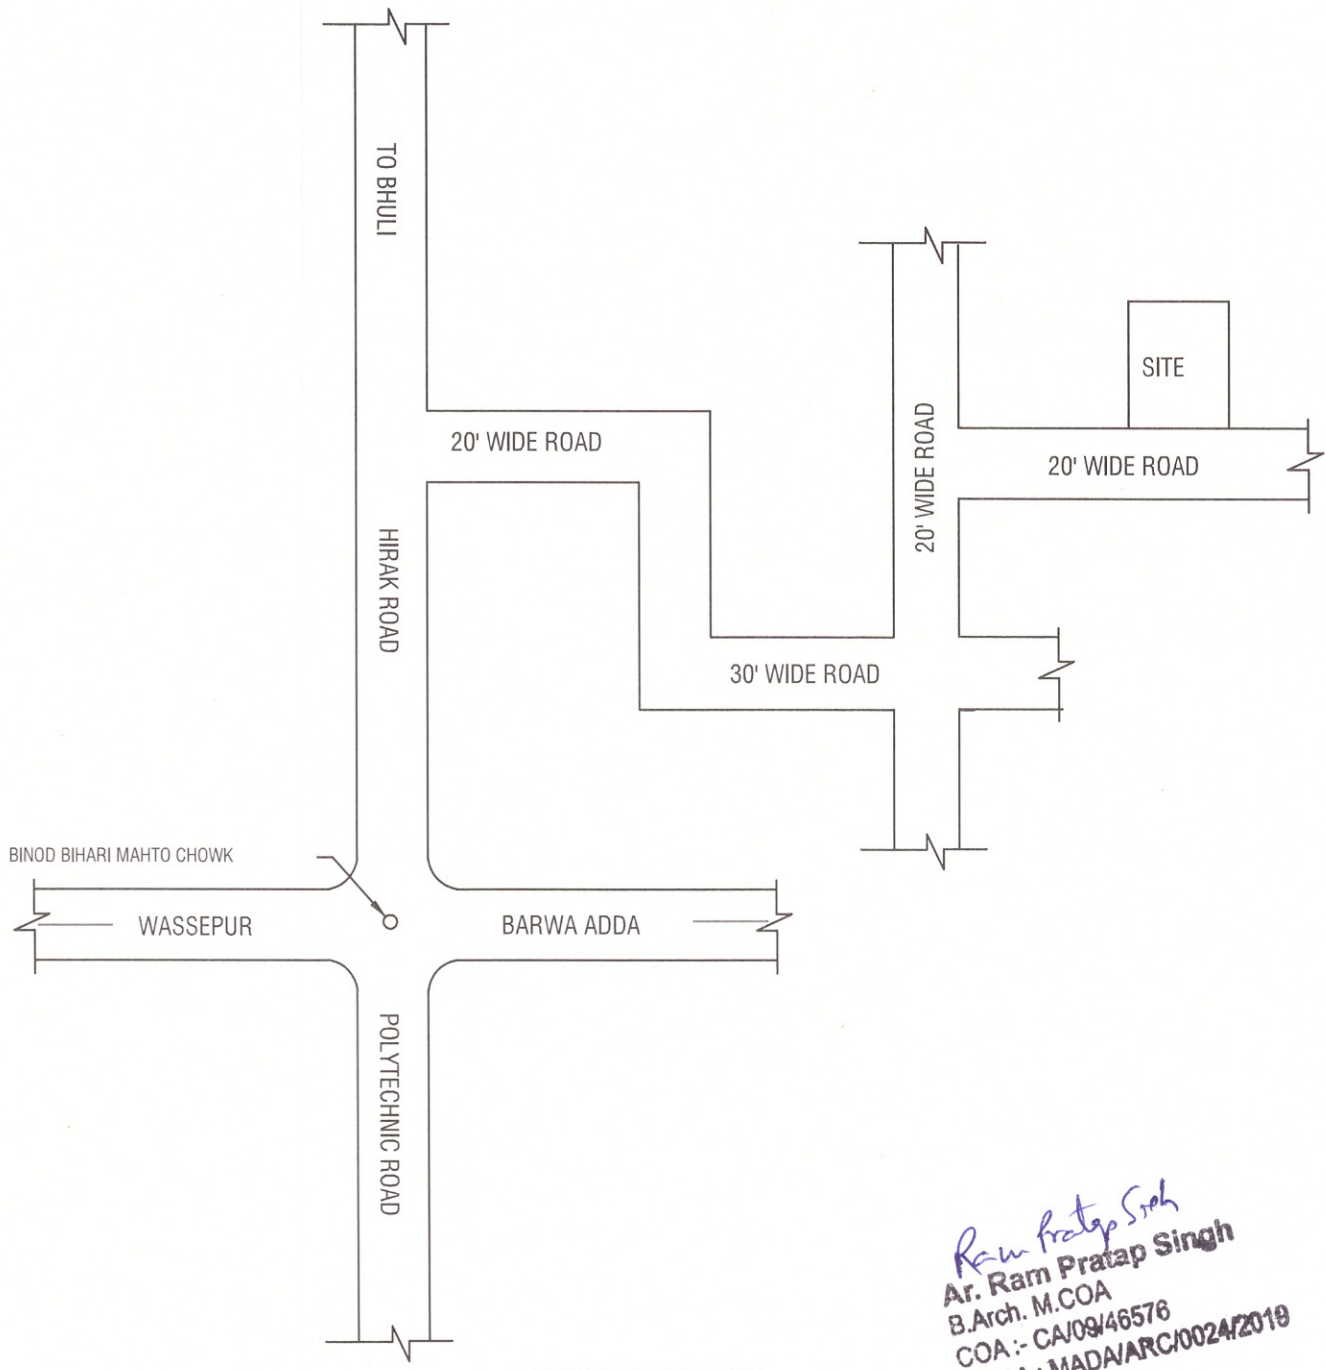 TO BHULI
SITE
20' WIDE ROAD
20' WIDE ROAD
20' WIDE ROAD
HIRAK ROAD
30' WIDE ROAD
BINOD BIHARI MAHTO CHOWK
WASSEPUR
BARWA ADDA
POLYTECHNIC ROAD
Ram Pratap Singh
Ar. Ram Pratap Singh
B.Arch. M.COA
COA :- CA/09/46576
MADA/ARC/0024/2019